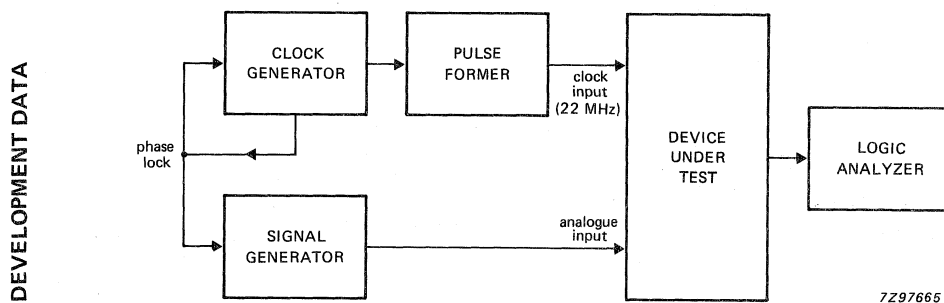 DEVELOPMENT DATA
CLOCK
GENERATOR
PULSE
FORMER
clock
input
(22 MHz)
phase
lock
DEVICE
UNDER
TEST
LOGIC
ANALYZER
SIGNAL
GENERATOR
analogue
input
7Z97665